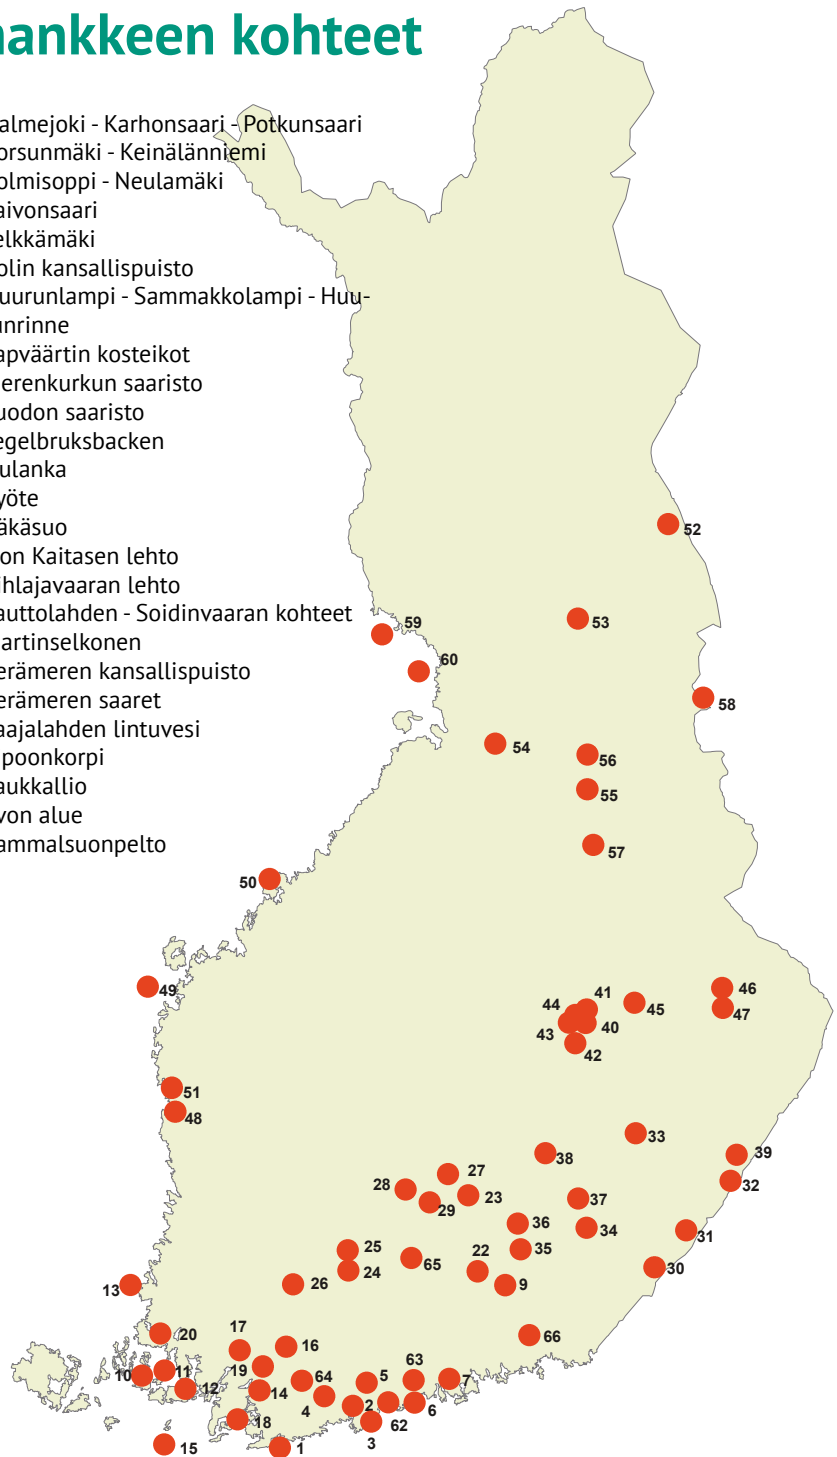 ankkeen kohteet
almejoki - Karhonsaari - Potkunsaari
orsunmäki - Keinälänniemi
olmisoppi - Neulamäki
aivonsaari
elkkämäki
olin kansallispuisto
uurunlampi - Sammakkolampi - Huu-
unrinne
apväärtin kosteikot
erenkurkun saaristo
uodon saaristo
egelbruksbacken
ulanka
yöte
äkäsuo
on Kaitasen lehto
ihlajavaaran lehto
auttolahden - Soidinvaaran kohteet
artinselkonen
erämeren kansallispuisto
erämeren saaret
aajalahden lintuvesi
poonkorpi
aukkallio
von alue
ammalsuonpelto
52
59
53
60
58
54
56
55
57
50
49
46
41
44
45
47
43
40
42
51
48
33
39
38
27
32
28
23
37
29
36
34
31
25
22
35
65
24
30
26
9
13
66
20
17
16
63
19
11
5
7
10
64
12
14
4
2
6
18
62
3
15
1